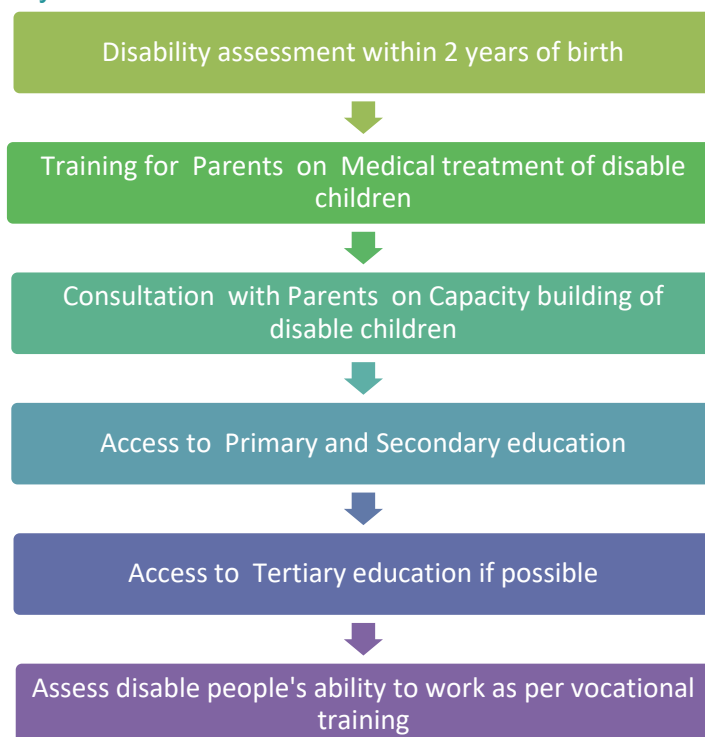 Disability assessment within 2 years of birth
Training for Parents on Medical treatment of disable
children
Consultation with Parents on Capacity building of
disable children
Access to Primary and Secondary education
Access to Tertiary education if possible
Assess disable people's ability to work as per vocational
training